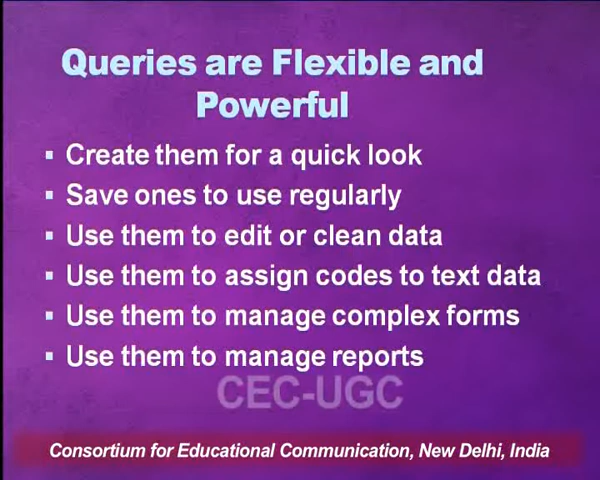 Queries are Flexible and
Powerful
▪ Create them for a quick look
▪ Save ones to use regularly
▪ Use them to edit or clean data
▪ Use them to assign codes to text data
▪ Use them to manage complex forms
▪ Use them to manage reports
CEC-UGC
Consortium for Educational Communication, New Delhi, India